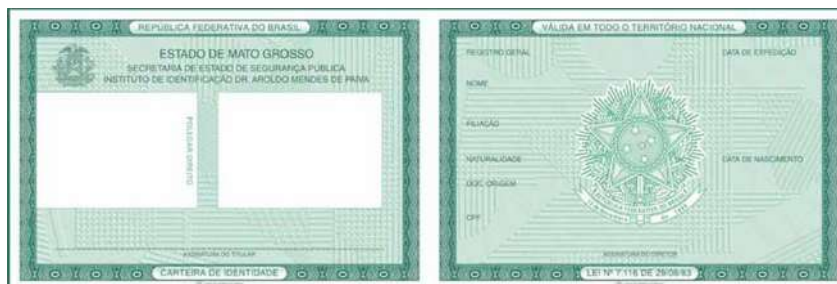 REPÚBLICA FEDERATIVA DO BRASIL
ESTADO DE MATO GROSSO
SECRETARIA DE ESTADO DE SEGURANÇA PÚBLICA
INSTITUTO DE IDENTIFICAÇÃO DR. AROLDO MENDES DE PAIVA
POLEGAR DIREITO
ASSINATURA DO TITULAR
CARTEIRA DE IDENTIDADE
VÁLIDA EM TODO O TERRITÓRIO NACIONAL
REGISTRO GERAL
DATA DE EXPEDIÇÃO
NOME
FILIAÇÃO
NATURALIDADE
DATA DE NASCIMENTO
DOC. ORIGEM
CPF
ASSINATURA DO DIRETOR
LEI Nº 7.116 DE 29/08/83